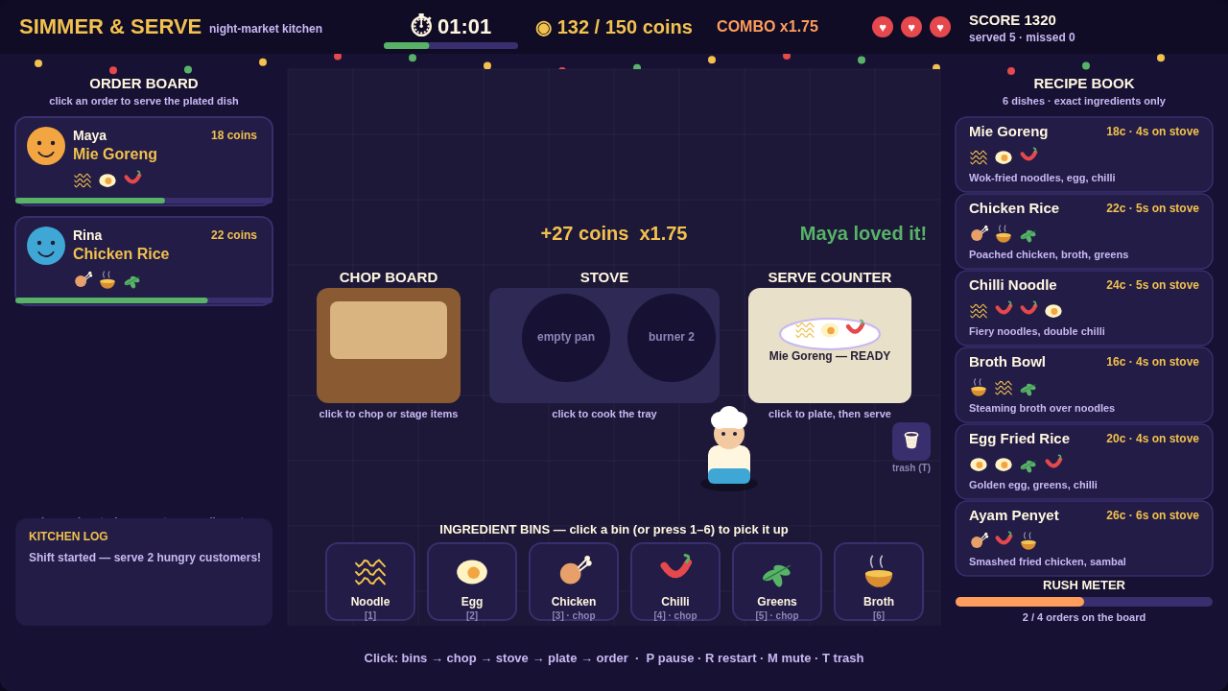 SIMMER & SERVE night-market kitchen
⏱ 01:01
132 / 150 coins
COMBO x1.75
SCORE 1320
served 5 · missed 0
ORDER BOARD
click an order to serve the plated dish
Maya 18 coins
Mie Goreng
Rina 22 coins
Chicken Rice
KITCHEN LOG
Shift started — serve 2 hungry customers!
+27 coins x1.75
Maya loved it!
CHOP BOARD
click to chop or stage items
STOVE
empty pan
burner 2
click to cook the tray
SERVE COUNTER
Mie Goreng — READY
click to plate, then serve
trash (T)
INGREDIENT BINS — click a bin (or press 1–6) to pick it up
Noodle
[1]
Egg
[2]
Chicken
[3] · chop
Chilli
[4] · chop
Greens
[5] · chop
Broth
[6]
RECIPE BOOK
6 dishes · exact ingredients only
Mie Goreng 18c · 4s on stove
Wok-fried noodles, egg, chilli
Chicken Rice 22c · 5s on stove
Poached chicken, broth, greens
Chilli Noodle 24c · 5s on stove
Fiery noodles, double chilli
Broth Bowl 16c · 4s on stove
Steaming broth over noodles
Egg Fried Rice 20c · 4s on stove
Golden egg, greens, chilli
Ayam Penyet 26c · 6s on stove
Smashed fried chicken, sambal
RUSH METER
2 / 4 orders on the board
Click: bins → chop → stove → plate → order · P pause · R restart · M mute · T trash